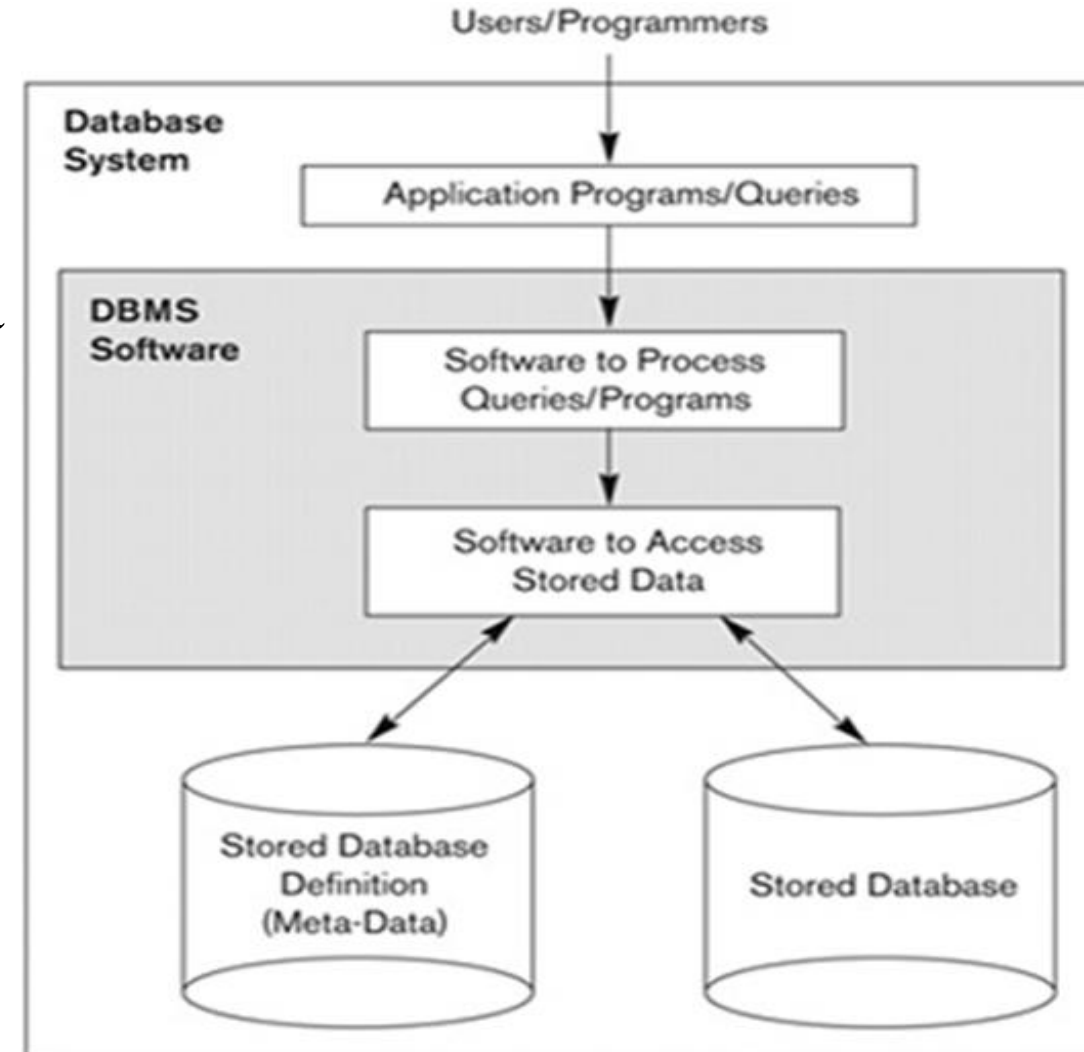 Users/Programmers
Database
System
Application Programs/Queries
DBMS
Software
Software to Process
Queries/Programs
Software to Access
Stored Data
Stored Database
Definition
(Meta-Data)
Stored Database